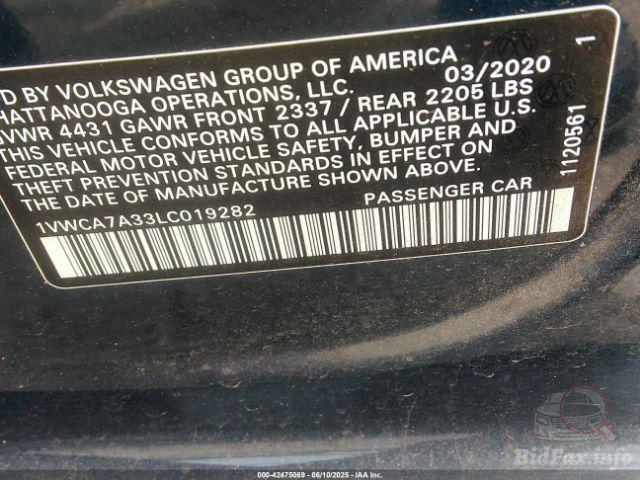 D BY VOLKSWAGEN GROUP OF AMERICA
HATTANOOGA OPERATIONS, LLC. 03/2020 1
GVWR 4431 GAWR FRONT 2337 / REAR 2205 LBS
THIS VEHICLE CONFORMS TO ALL APPLICABLE U.S.
FEDERAL MOTOR VEHICLE SAFETY, BUMPER AND
THEFT PREVENTION STANDARDS IN EFFECT ON
THE DATE OF MANUFACTURE SHOWN ABOVE.
1VWCA7A33LC019282 PASSENGER CAR
1120561
BidFax.info
000-42475069 - 06/10/2025 - IAA Inc.